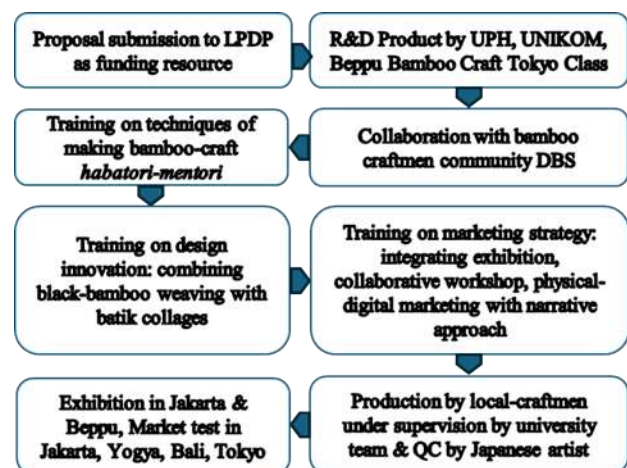 Proposal submission to LPDP
as funding resource
R&D Product by UPH, UNIKOM,
Beppu Bamboo Craft Tokyo Class
Collaboration with bamboo
craftmen community DBS
Training on techniques of
making bamboo-craft
habatori-mentori
Training on design
innovation: combining
black-bamboo weaving with
batik collages
Training on marketing strategy:
integrating exhibition,
collaborative workshop, physical-
digital marketing with narrative
approach
Production by local-craftmen
under supervision by university
team & QC by Japanese artist
Exhibition in Jakarta &
Beppu, Market test in
Jakarta, Yogya, Bali, Tokyo